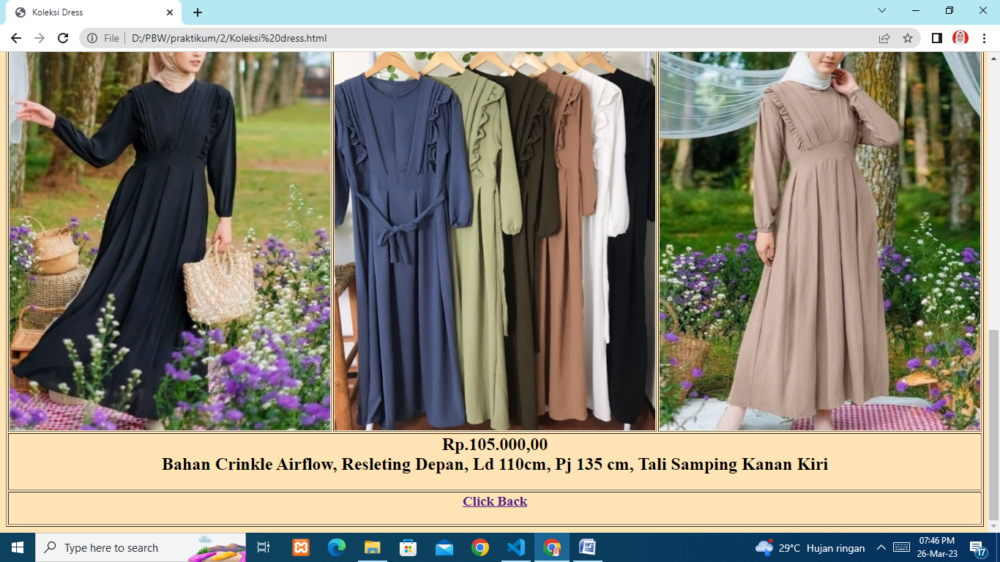 Koleksi Dress
File D:/PBW/praktikum/2/Koleksi%20dress.html
Rp.105.000,00
Bahan Crinkle Airflow, Resleting Depan, Ld 110cm, Pj 135 cm, Tali Samping Kanan Kiri
Click Back
Type here to search
29°C Hujan ringan
07:46 PM
26-Mar-23
17